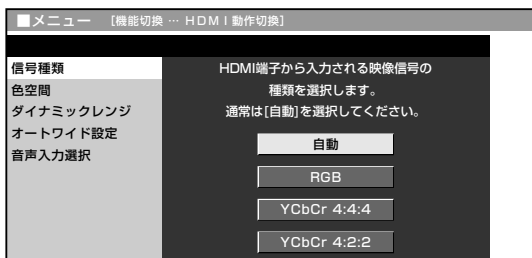 ■メニュー [機能切換 … HDMI動作切換]
信号種類
色空間
ダイナミックレンジ
オートワイド設定
音声入力選択
HDMI端子から入力される映像信号の
種類を選択します。
通常は[自動]を選択してください。
自動
RGB
YCbCr 4:4:4
YCbCr 4:2:2